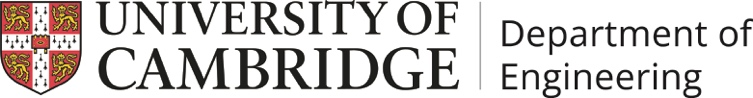 UNIVERSITY OF
CAMBRIDGE
Department of
Engineering